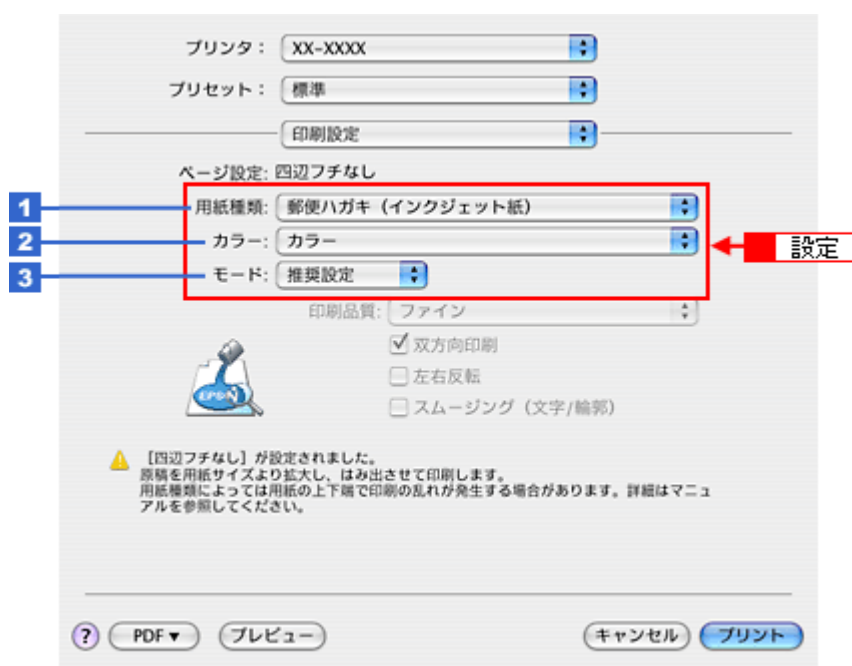 プリンタ： XX-XXXX
プリセット： 標準
印刷設定
ページ設定: 四辺フチなし
1 用紙種類: 郵便ハガキ（インクジェット紙）
2 カラー: カラー
設定
3 モード: 推奨設定
印刷品質: ファイン
双方向印刷
左右反転
スムージング（文字/輪郭）
EPSON
［四辺フチなし］が設定されました。
原稿を用紙サイズより拡大し、はみ出させて印刷します。
用紙種類によっては用紙の上下端で印刷の乱れが発生する場合があります。詳細はマニュ
アルを参照してください。
? PDF▼ プレビュー キャンセル プリント